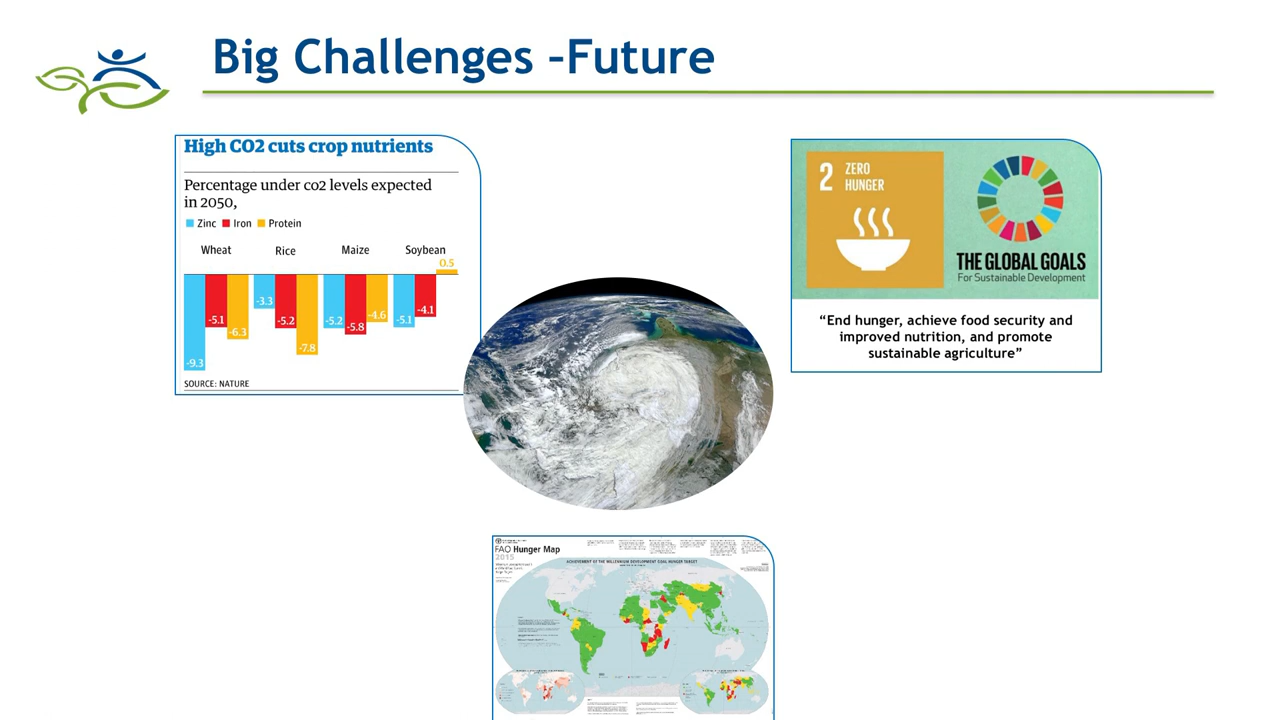 Big Challenges –Future
High CO2 cuts crop nutrients
Percentage under co2 levels expected
in 2050,
Zinc Iron Protein
Wheat Rice Maize Soybean
0.5
-9.3 -5.1 -6.3 -3.3 -5.2 -7.8 -5.2 -5.8 -4.6 -5.1 -4.1
SOURCE: NATURE
2 ZERO
HUNGER
THE GLOBAL GOALS
For Sustainable Development
“End hunger, achieve food security and
improved nutrition, and promote
sustainable agriculture”
FAO Hunger Map
2015
ACHIEVEMENT OF THE MILLENNIUM DEVELOPMENT GOAL HUNGER TARGET